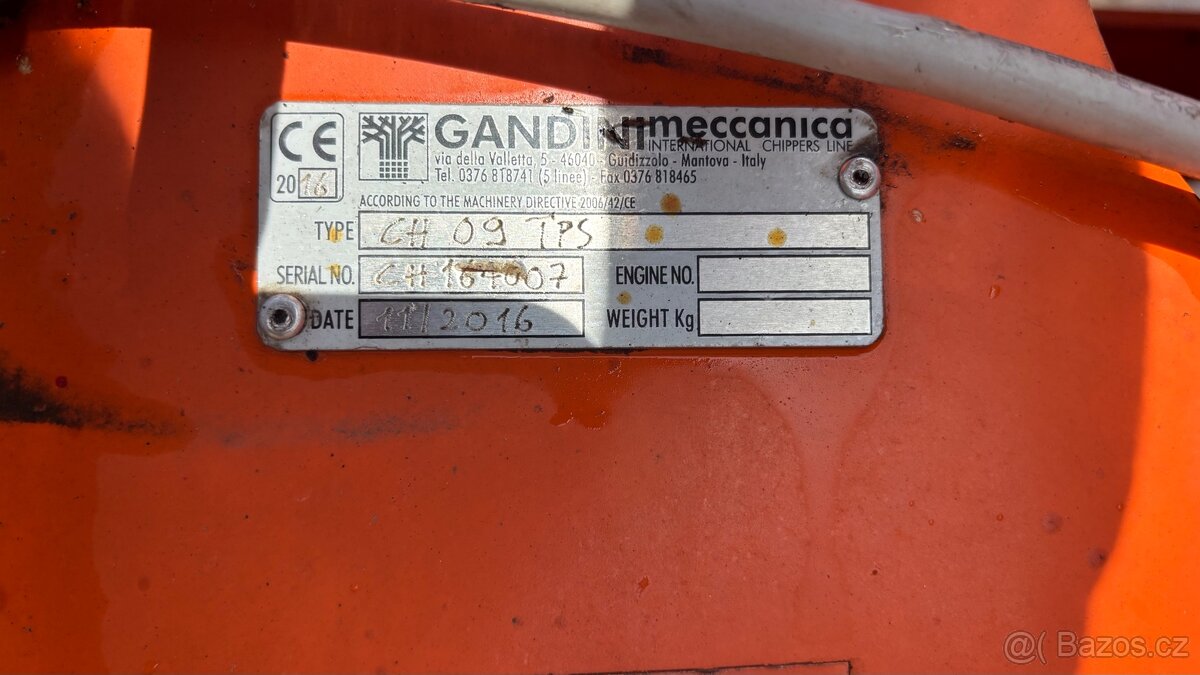 CE
2016
GANDINI meccanica
INTERNATIONAL CHIPPERS LINE
via della Valletta, 5 - 46040 - Guidizzolo - Mantova - Italy
Tel. 0376 818741 (5 linee) - Fax 0376 818465
ACCORDING TO THE MACHINERY DIRECTIVE 2006/42/CE
TYPE CH 09 TPS
SERIAL NO. ENGINE NO.
DATE 11/2016 WEIGHT Kg
@( Bazos.cz